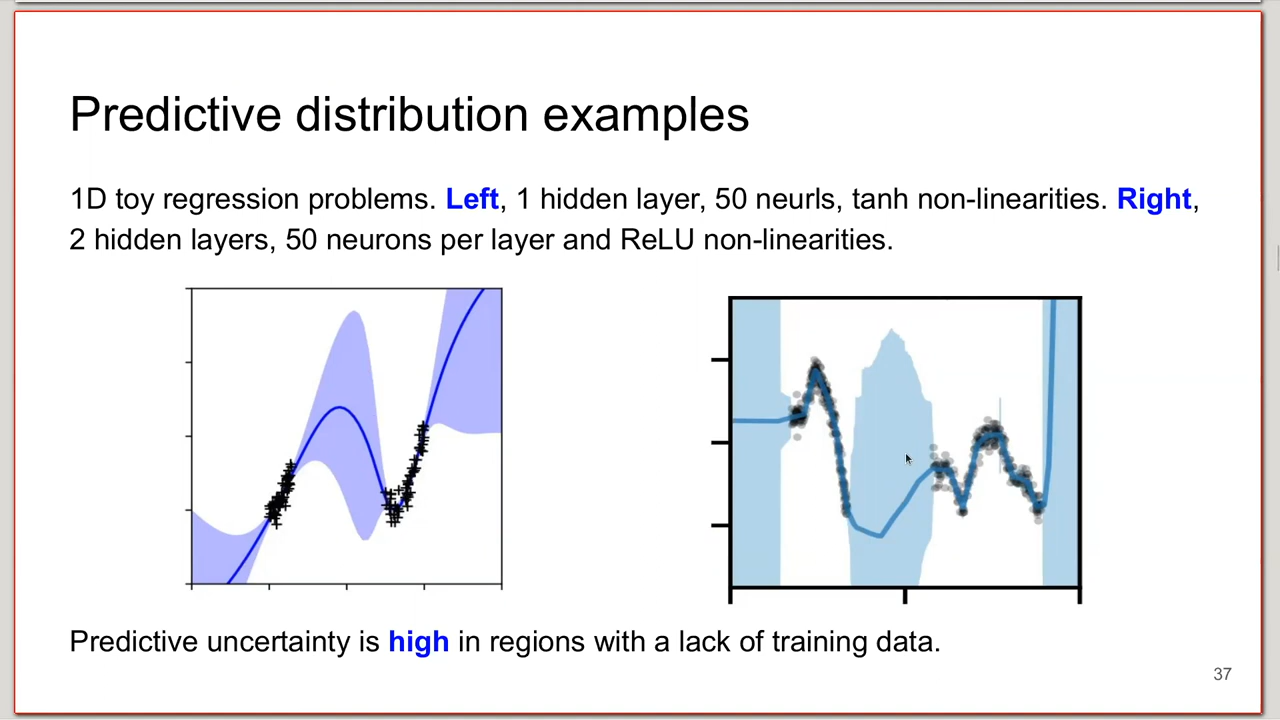 Predictive distribution examples
1D toy regression problems. Left, 1 hidden layer, 50 neurls, tanh non-linearities. Right,
2 hidden layers, 50 neurons per layer and ReLU non-linearities.
Predictive uncertainty is high in regions with a lack of training data.
37